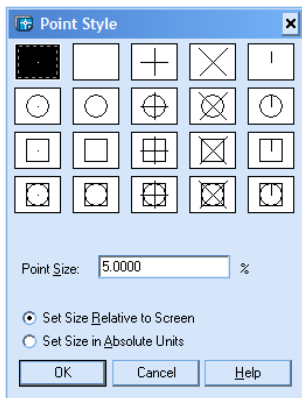 Point Style
Point Size: 5.0000 %
Set Size Relative to Screen
Set Size in Absolute Units
OK Cancel Help